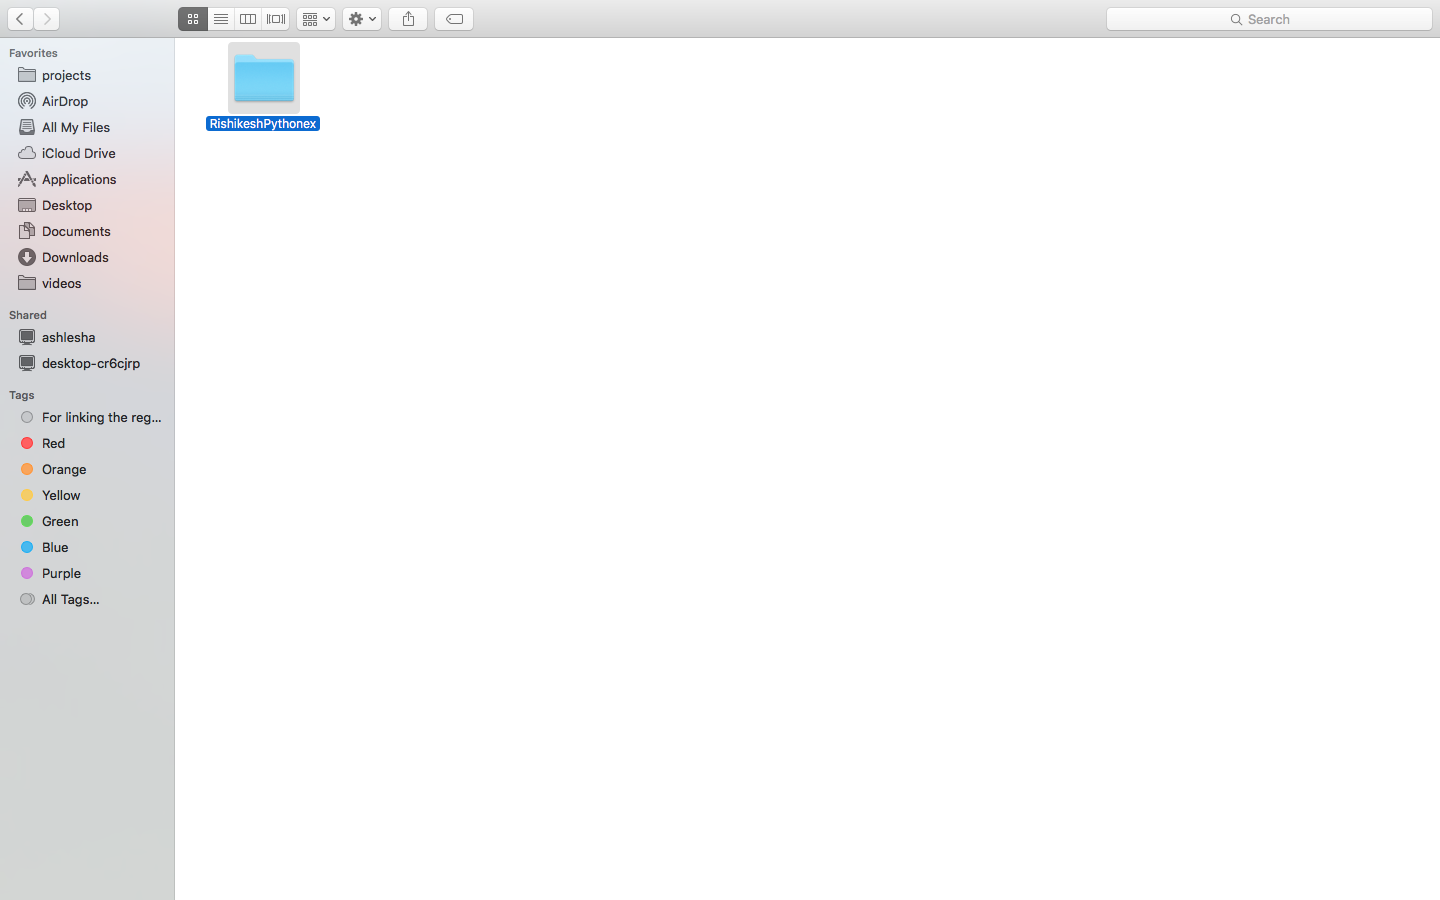 Search
Favorites
projects
AirDrop
All My Files
iCloud Drive
Applications
Desktop
Documents
Downloads
videos
Shared
ashlesha
desktop-cr6cjrp
Tags
For linking the reg...
Red
Orange
Yellow
Green
Blue
Purple
All Tags...
RishikeshPythonex